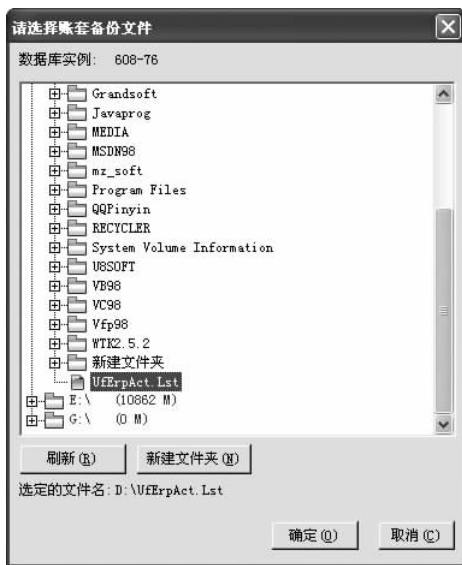 请选择账套备份文件
数据库实例: 608-76
Grandsoft
Javaprog
MEDIA
MSDN98
mz_soft
Program Files
QQPinyin
RECYCLER
System Volume Information
U8SOFT
VB98
VC98
Vfp98
WTK2.5.2
新建文件夹
UfErpAct.Lst
E:\ (10862 M)
G:\ (0 M)
刷新(R) 新建文件夹(N)
选定的文件名:D:\UfErpAct.Lst
确定(O) 取消(C)